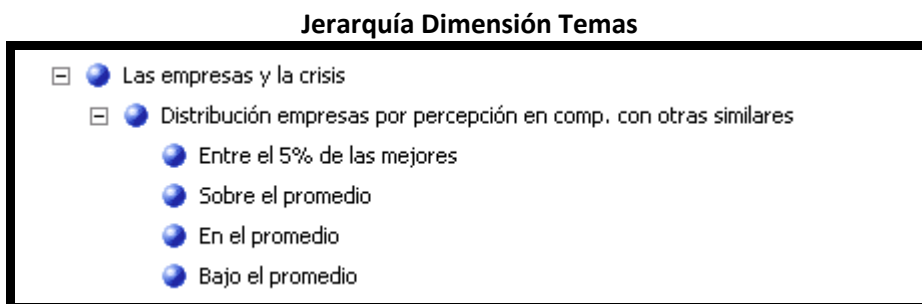 Jerarquía Dimensión Temas
Las empresas y la crisis
Distribución empresas por percepción en comp. con otras similares
Entre el 5% de las mejores
Sobre el promedio
En el promedio
Bajo el promedio